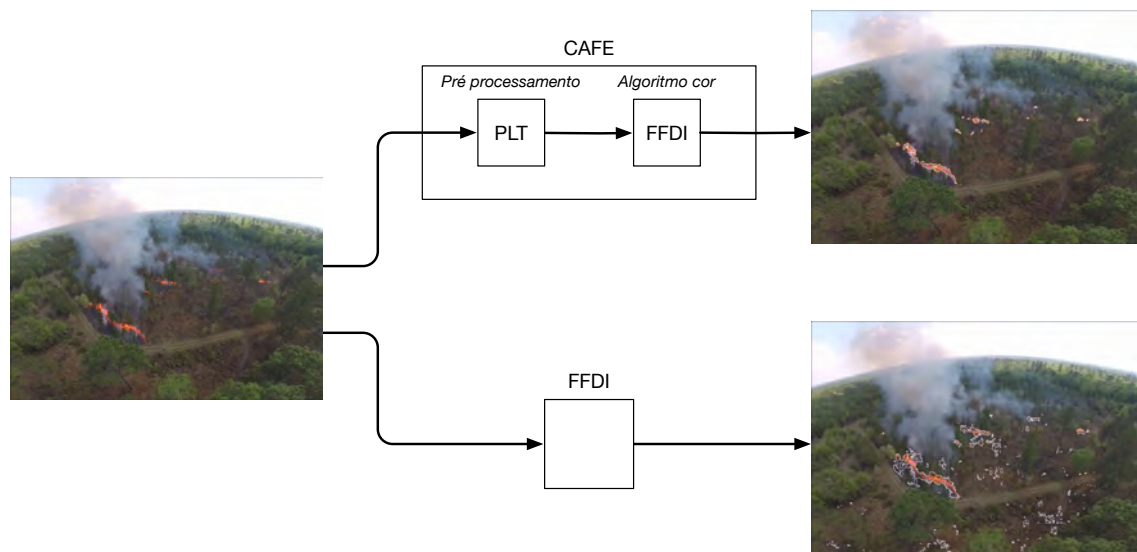 CAFE
Pré processamento
Algoritmo cor
PLT
FFDI
FFDI